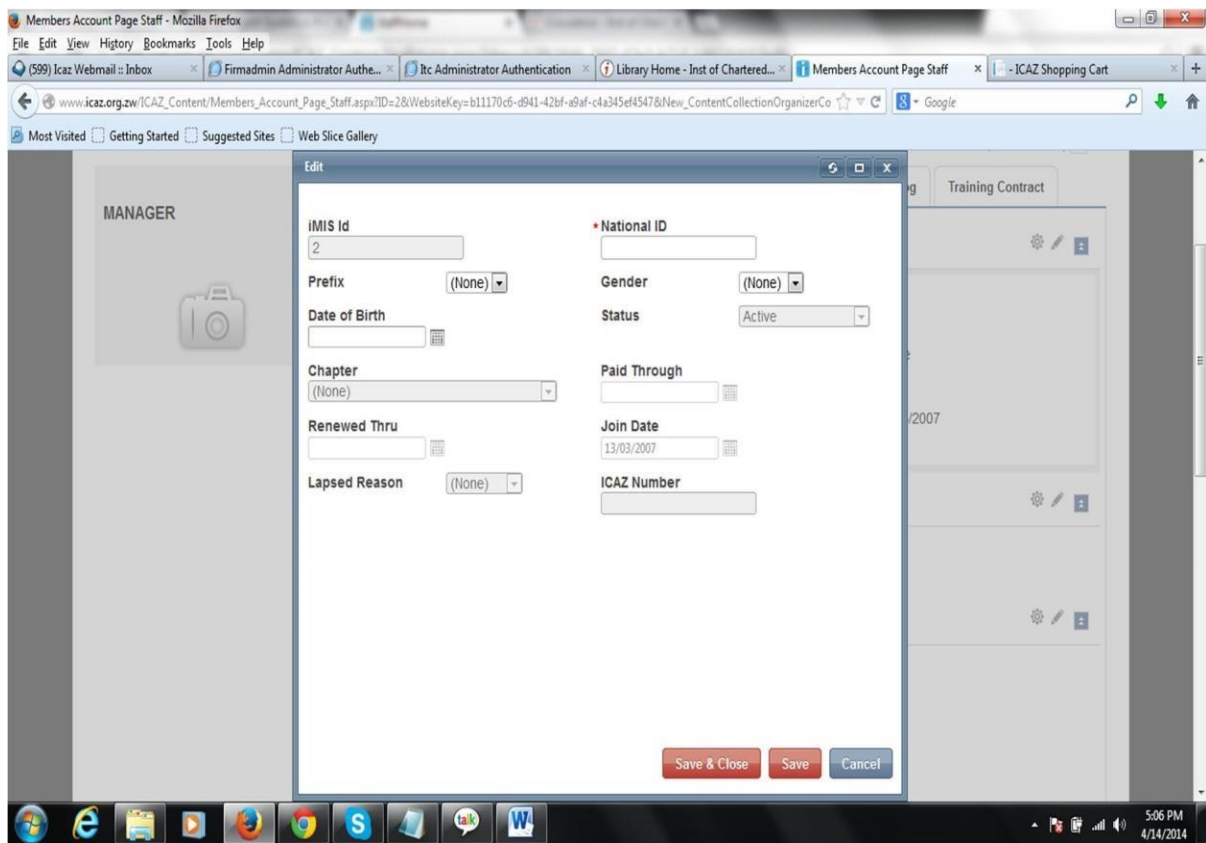 Members Account Page Staff - Mozilla Firefox
File Edit View History Bookmarks Tools Help
(599) Icaz Webmail :: Inbox × Firmadmin Administrator Authe... × Itc Administrator Authentication × Library Home - Inst of Chartered... × Members Account Page Staff × - ICAZ Shopping Cart × +
www.icaz.org.zw/ICAZ_Content/Members_Account_Page_Staff.aspx?ID=2&WebsiteKey=b11170c6-d941-42bf-a9af-c4a345ef4547&New_ContentCollectionOrganizerCo Google
Most Visited Getting Started Suggested Sites Web Slice Gallery
Edit
Training Contract
MANAGER
iMIS Id * National ID
2
Prefix (None) Gender (None)
Date of Birth Status Active
Chapter Paid Through
(None)
/2007
Renewed Thru Join Date
13/03/2007
Lapsed Reason (None) ICAZ Number
Save & Close Save Cancel
talk
5:06 PM
4/14/2014